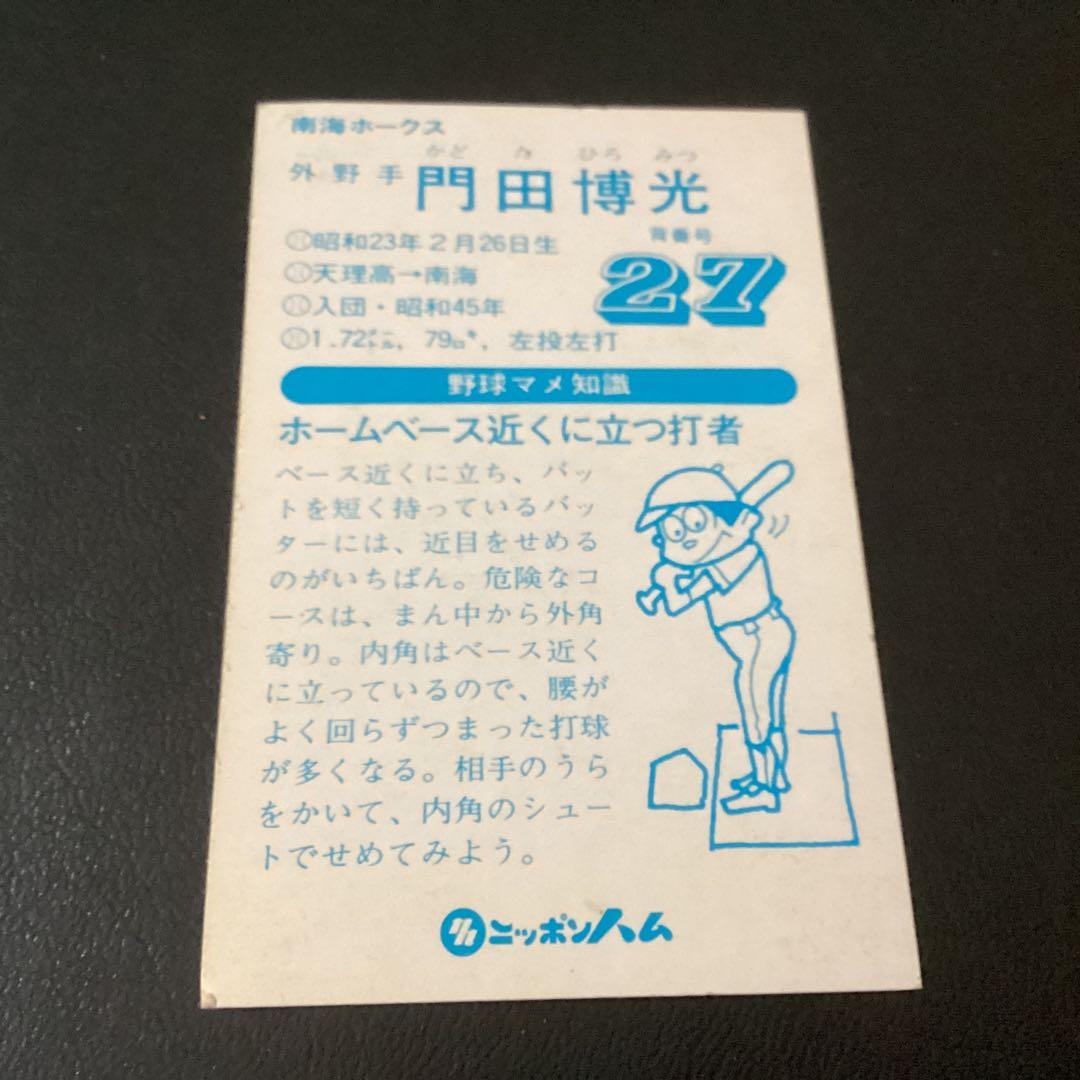 南海ホークス
かどた ひろみつ
外野手 門田博光
背番号
27
昭和23年2月26日生
天理高→南海
入団・昭和45年
1.72メートル, 79キロ, 左投左打
野球マメ知識
ホームベース近くに立つ打者
ベース近くに立ち、バッ
トを短く持っているバッ
ターには、近目をせめる
のがいちばん。危険なコ
ースは、まん中から外角
寄り。内角はベース近く
に立っているので、腰が
よく回らずつまった打球
が多くなる。相手のうら
をかいて、内角のシュー
トでせめてみよう。
ニッポンハム